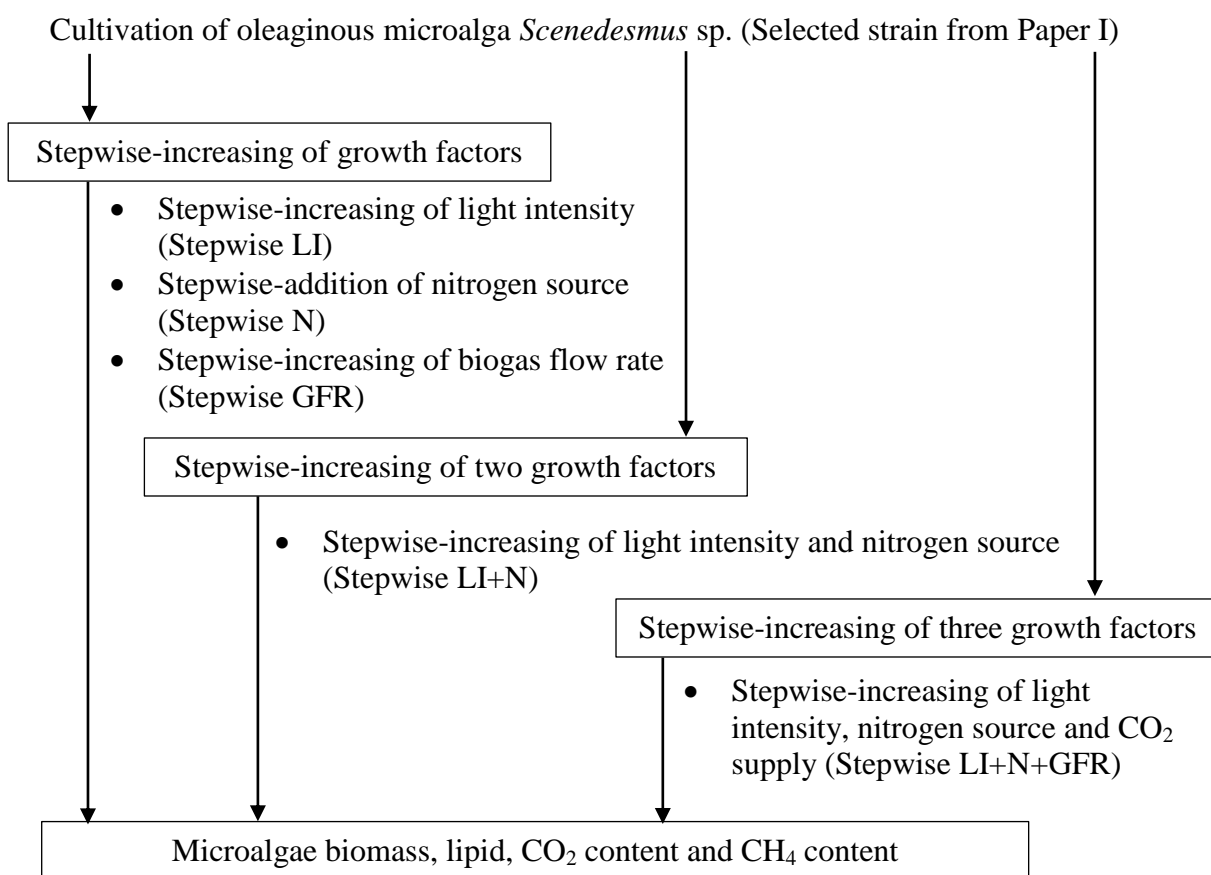 Cultivation of oleaginous microalga Scenedesmus sp. (Selected strain from Paper I)
Stepwise-increasing of growth factors
• Stepwise-increasing of light intensity
(Stepwise LI)
• Stepwise-addition of nitrogen source
(Stepwise N)
• Stepwise-increasing of biogas flow rate
(Stepwise GFR)
Stepwise-increasing of two growth factors
• Stepwise-increasing of light intensity and nitrogen source
(Stepwise LI+N)
Stepwise-increasing of three growth factors
• Stepwise-increasing of light
intensity, nitrogen source and CO₂
supply (Stepwise LI+N+GFR)
Microalgae biomass, lipid, CO₂ content and CH₄ content